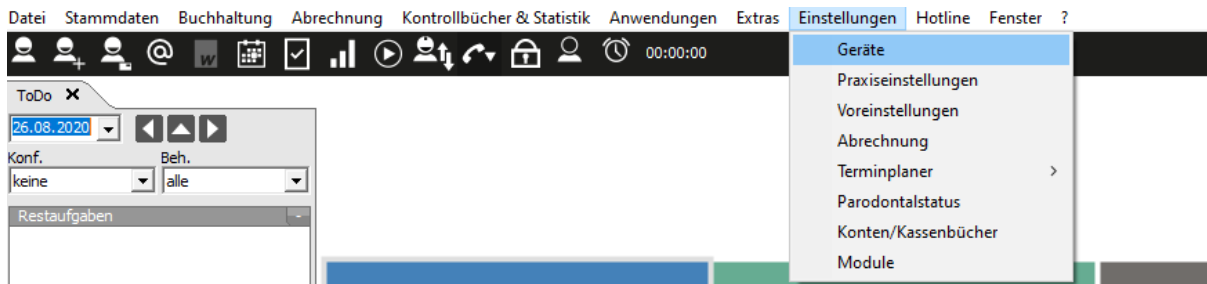 Datei Stammdaten Buchhaltung Abrechnung Kontrollbücher & Statistik Anwendungen Extras Einstellungen Hotline Fenster ?
W 00:00:00
Geräte
Praxiseinstellungen
Voreinstellungen
Abrechnung
Terminplaner
Parodontalstatus
Konten/Kassenbücher
Module
ToDo
26.08.2020
Konf. Beh.
keine alle
Restaufgaben